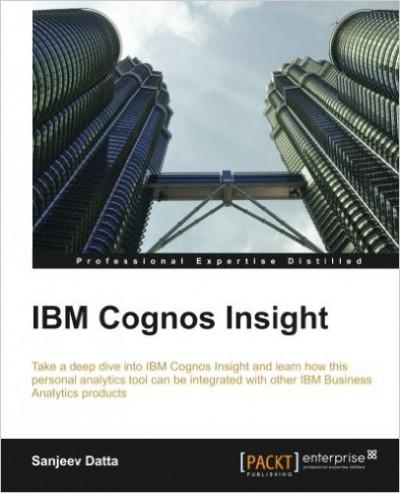 Professional Expertise Distilled
IBM Cognos Insight
Take a deep dive into IBM Cognos Insight and learn how this
personal analytics tool can be integrated with other IBM Business
Analytics products
Sanjeev Datta
[PACKT] enterprise
PUBLISHING professional expertise distilled